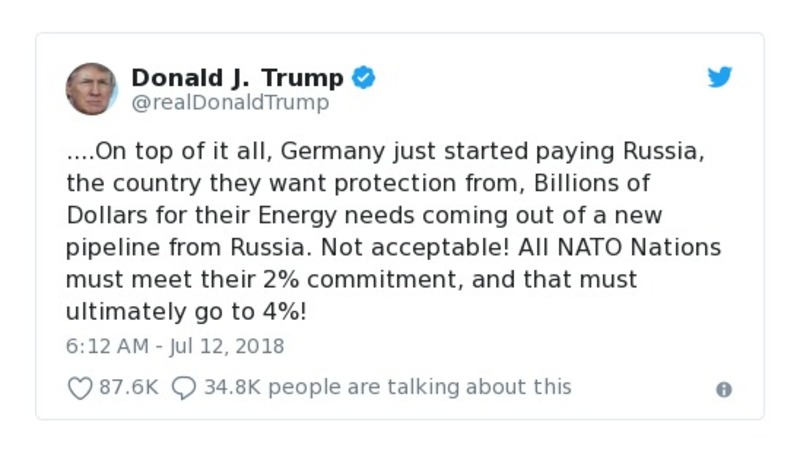 Donald J. Trump
@realDonaldTrump
....On top of it all, Germany just started paying Russia,
the country they want protection from, Billions of
Dollars for their Energy needs coming out of a new
pipeline from Russia. Not acceptable! All NATO Nations
must meet their 2% commitment, and that must
ultimately go to 4%!
6:12 AM - Jul 12, 2018
87.6K 34.8K people are talking about this